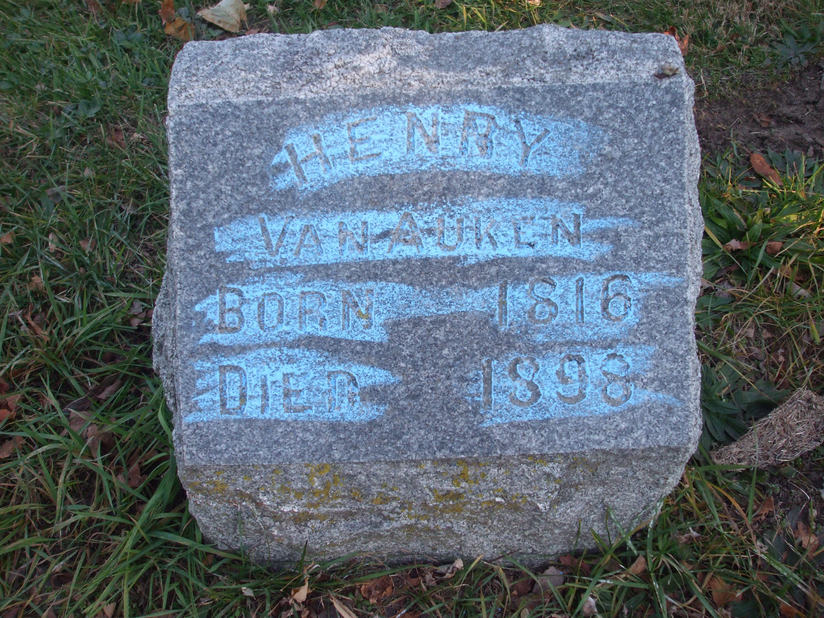 HENRY
VAN AUKEN
BORN 1816
DIED 1898